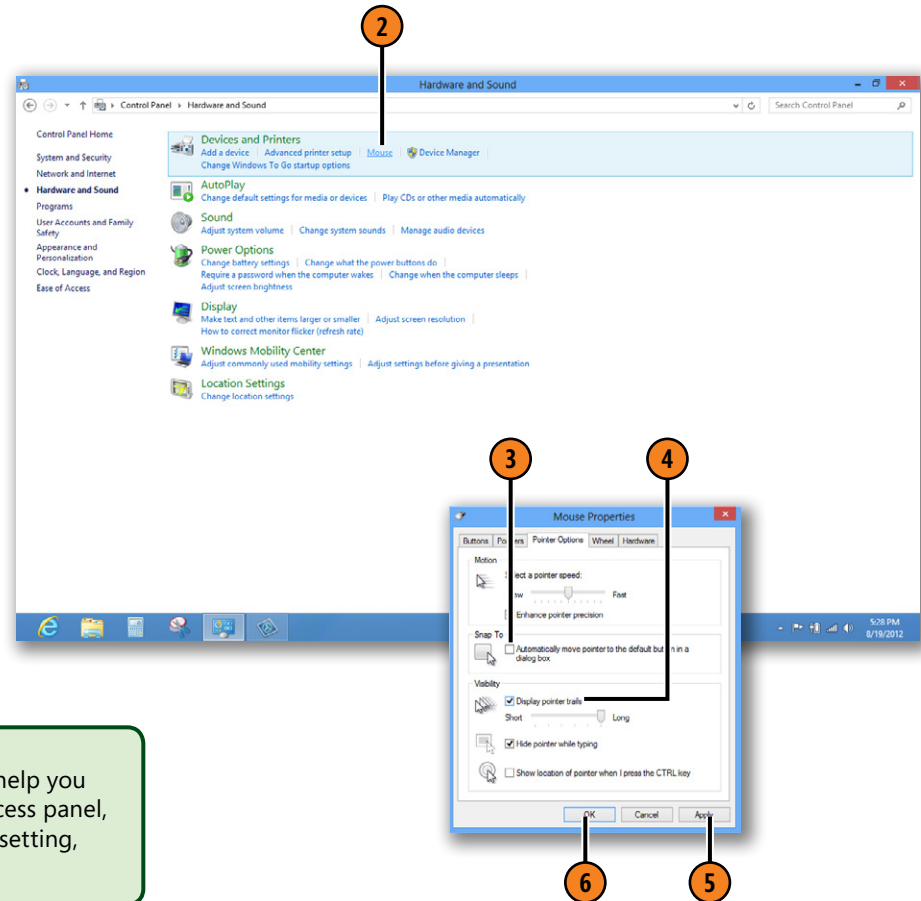 2
Hardware and Sound
Control Panel Hardware and Sound
Search Control Panel
Control Panel Home
System and Security
Network and Internet
Hardware and Sound
Programs
User Accounts and Family
Safety
Appearance and
Personalization
Clock, Language, and Region
Ease of Access
Devices and Printers
Add a device Advanced printer setup Mouse Device Manager
Change Windows To Go startup options
AutoPlay
Change default settings for media or devices Play CDs or other media automatically
Sound
Adjust system volume Change system sounds Manage audio devices
Power Options
Change battery settings Change what the power buttons do
Require a password when the computer wakes Change when the computer sleeps
Adjust screen brightness
Display
Make text and other items larger or smaller Adjust screen resolution
How to correct monitor flicker (refresh rate)
Windows Mobility Center
Adjust commonly used mobility settings Adjust settings before giving a presentation
Location Settings
Change location settings
5:28 PM
8/19/2012
3
4
Mouse Properties
Buttons Pointer Options Wheel Hardware
Motion
a pointer speed:
Fast
Enhance pointer precision
Snap To
Automatically move pointer to the default button in a
dialog box
Visibility
Display pointer trails
Short Long
Hide pointer while typing
Show location of pointer when I press the CTRL key
OK Cancel Apply
6
5
help you
cess panel,
setting,